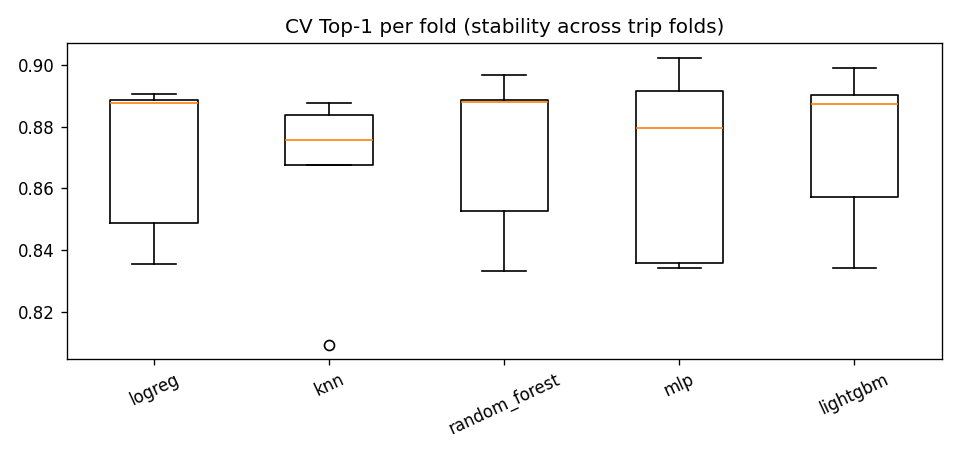 CV Top-1 per fold (stability across trip folds)
0.90
0.88
0.86
0.84
0.82
logreg
knn
random_forest
mlp
lightgbm